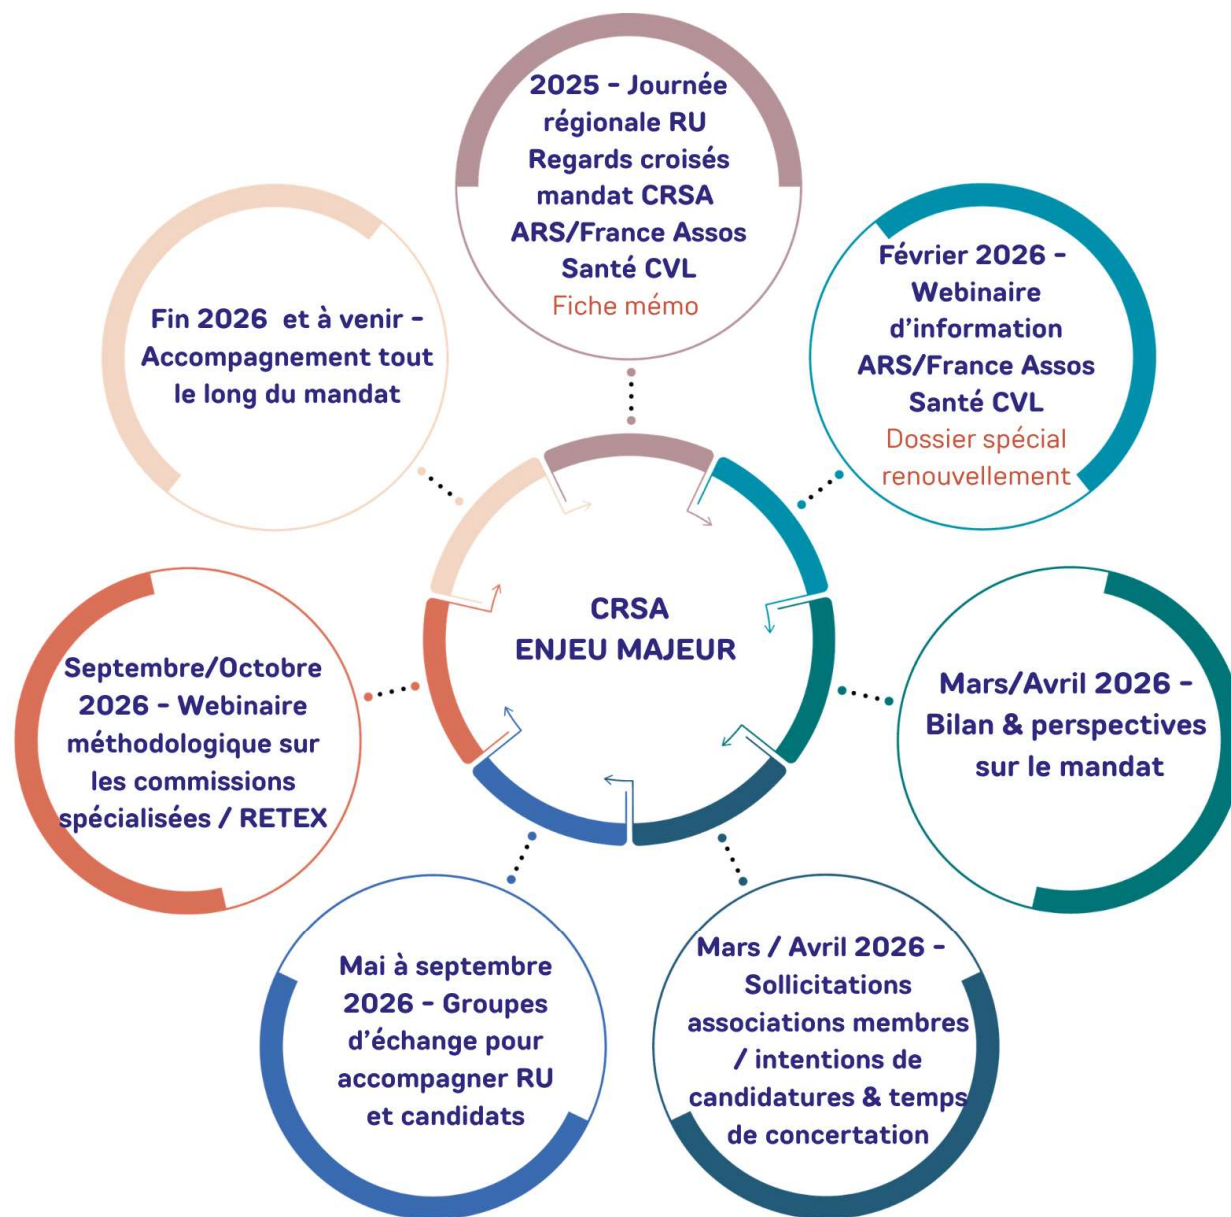 2025 - Journée
régionale RU
Regards croisés
mandat CRSA
ARS/France Assos
Santé CVL
Fiche mémo
Février 2026 -
Webinaire
d'information
ARS/France Assos
Santé CVL
Dossier spécial
renouvellement
Mars/Avril 2026 -
Bilan & perspectives
sur le mandat
Mars / Avril 2026 -
Sollicitations
associations membres
/ intentions de
candidatures & temps
de concertation
Mai à septembre
2026 - Groupes
d'échange pour
accompagner RU
et candidats
Septembre/Octobre
2026 - Webinaire
méthodologique sur
les commissions
spécialisées / RETEX
Fin 2026 et à venir -
Accompagnement tout
le long du mandat
CRSA
ENJEU MAJEUR